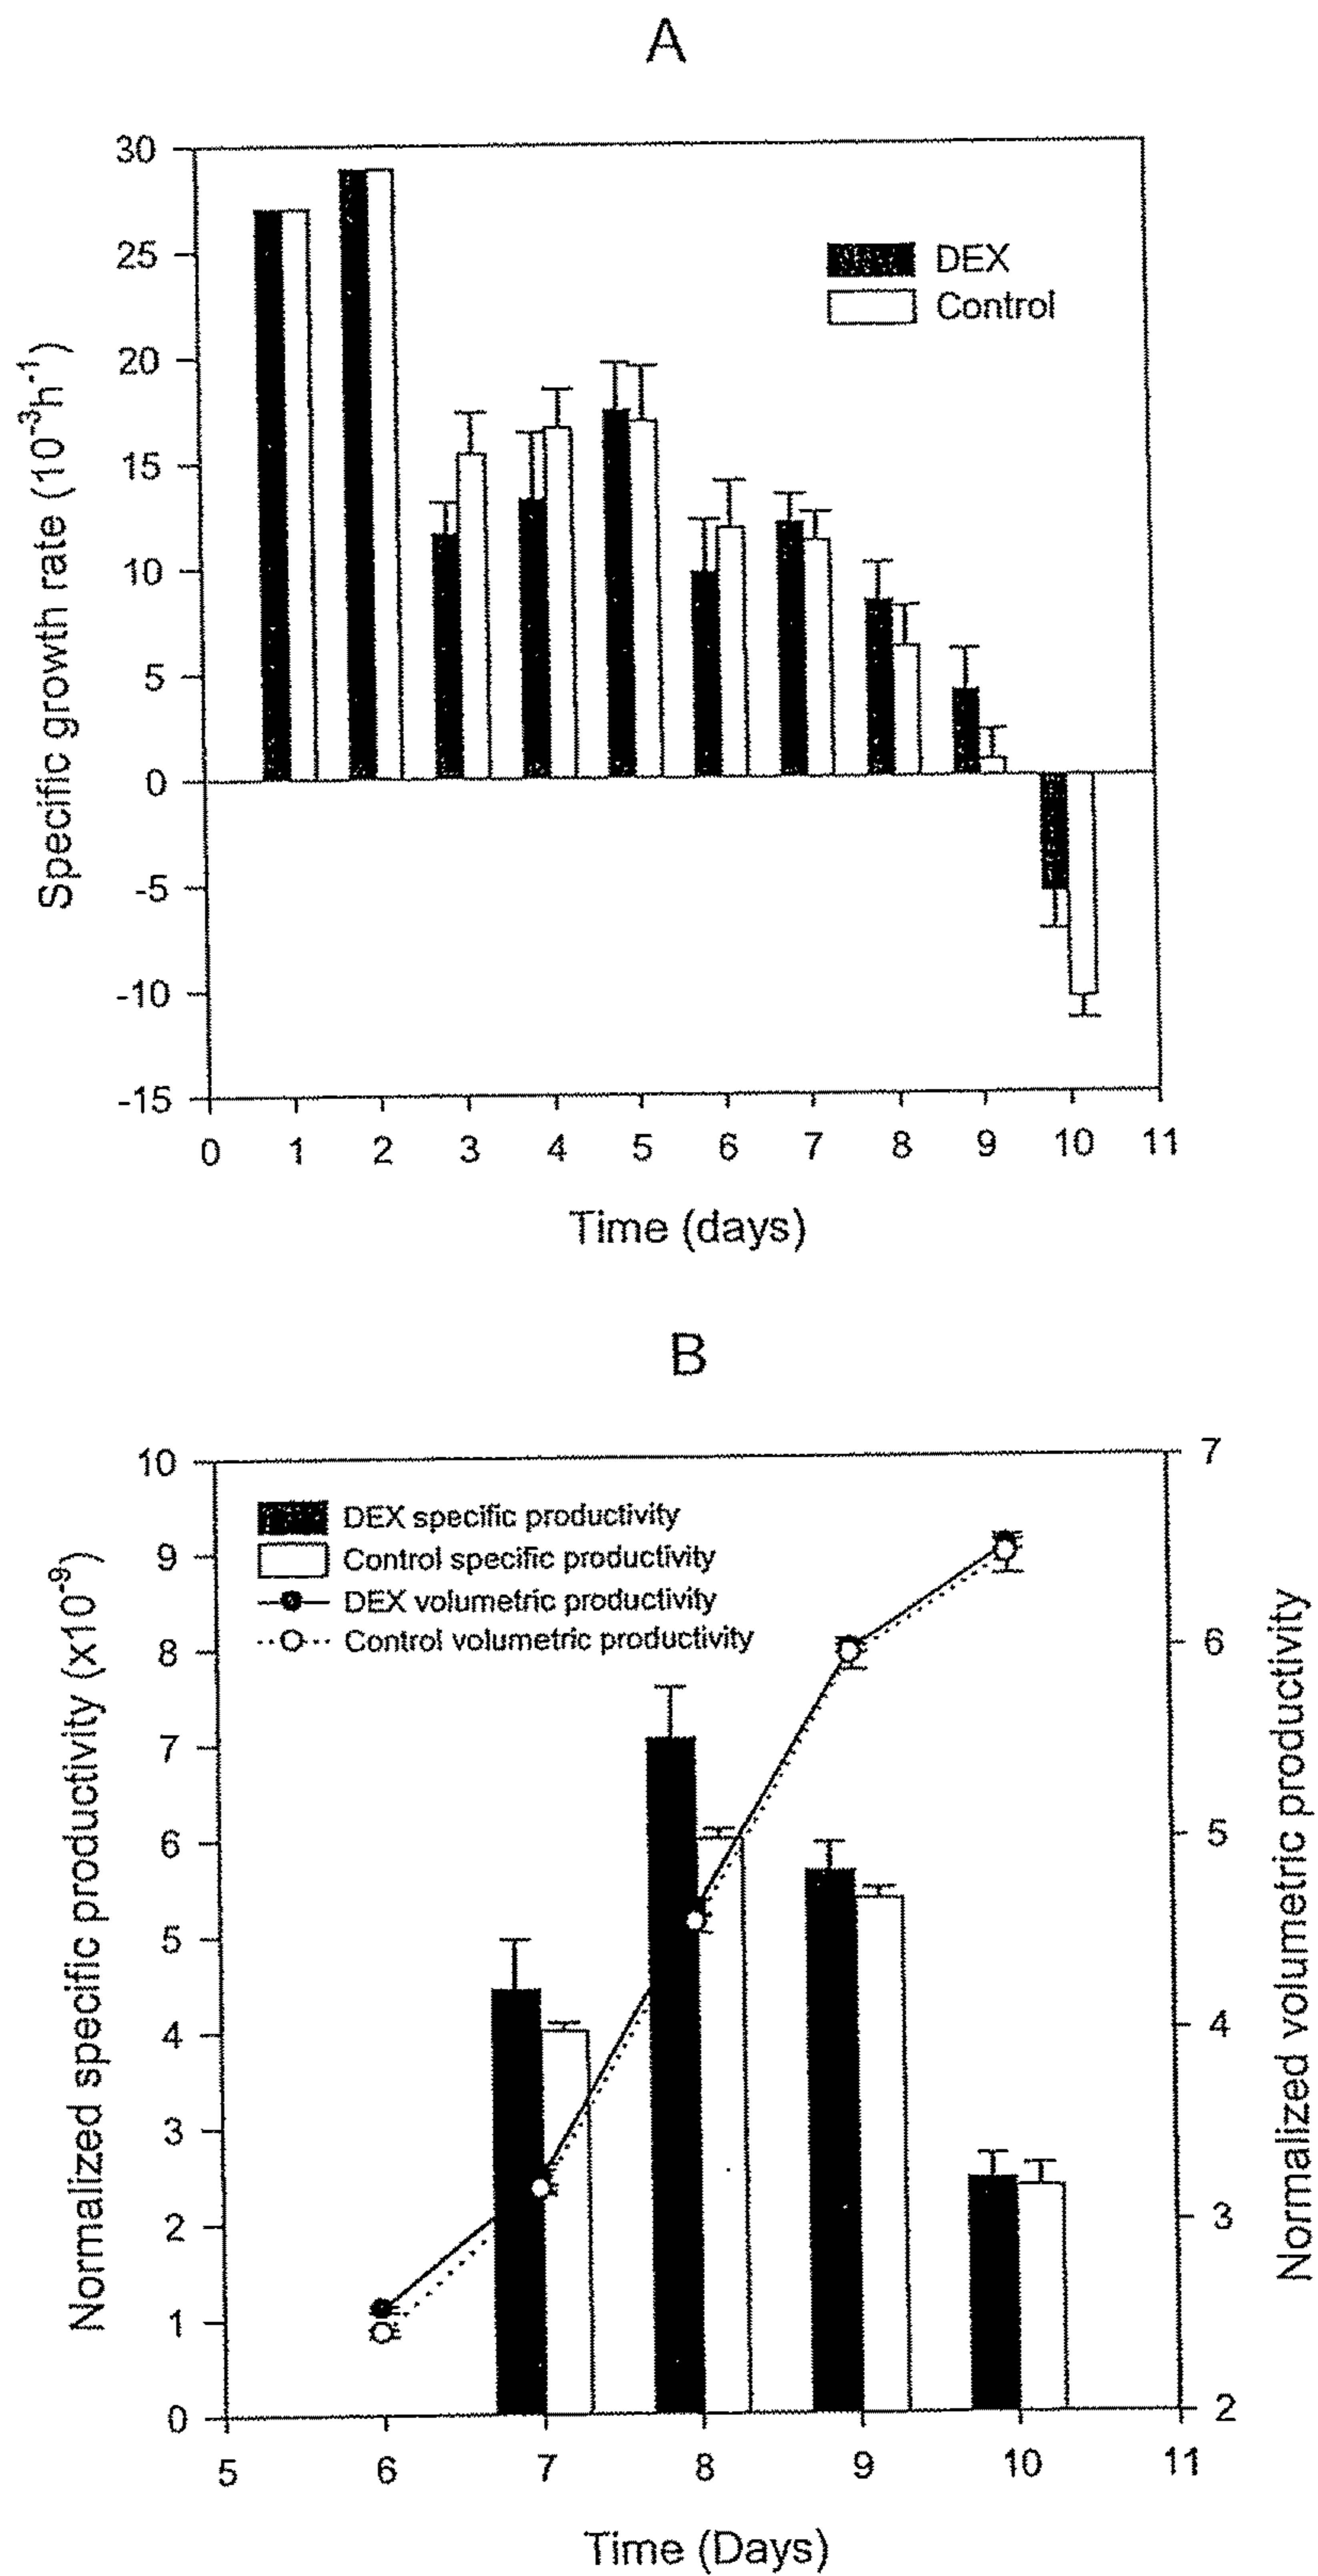 A
30
25
20
15
10
5
0
-5
-10
-15
Specific growth rate (10⁻³h⁻¹)
DEX
Control
0 1 2 3 4 5 6 7 8 9 10 11
Time (days)
B
10
9
8
7
6
5
4
3
2
1
0
Normalized specific productivity (x10⁻⁹)
DEX specific productivity
Control specific productivity
DEX volumetric productivity
Control volumetric productivity
7
6
5
4
3
2
Normalized volumetric productivity
5 6 7 8 9 10 11
Time (Days)